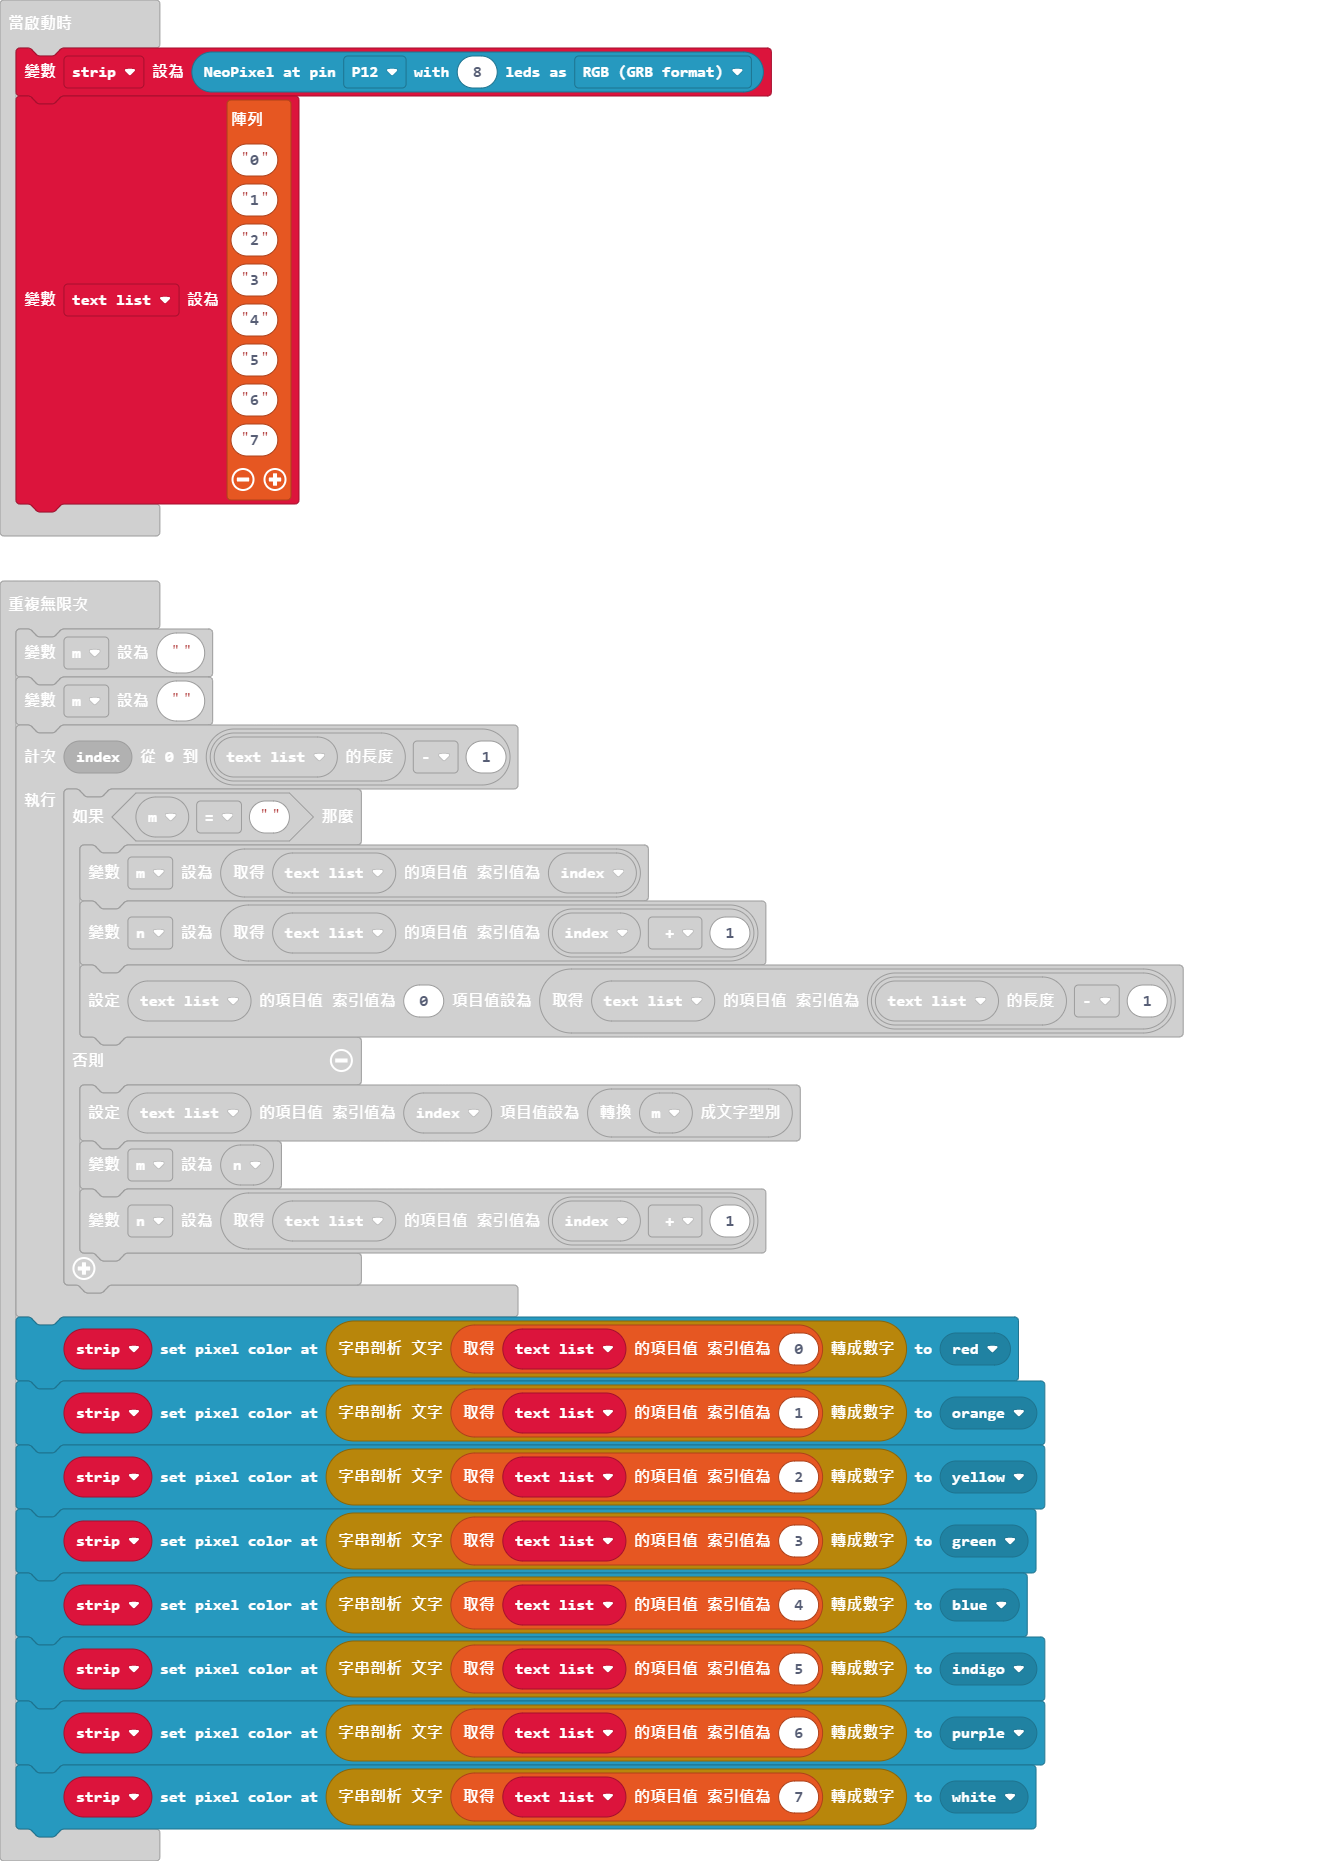 當啟動時
變數 strip 設為 NeoPixel at pin P12 with 8 leds as RGB (GRB format)
變數 text list 設為 陣列
"0"
"1"
"2"
"3"
"4"
"5"
"6"
"7"
重複無限次
變數 m 設為 " "
變數 m 設為 " "
計次 index 從 0 到 text list 的長度 - 1
執行
如果 m = " " 那麼
變數 m 設為 取得 text list 的項目值 索引值為 index
變數 n 設為 取得 text list 的項目值 索引值為 index + 1
設定 text list 的項目值 索引值為 0 項目值設為 取得 text list 的項目值 索引值為 text list 的長度 - 1
否則
設定 text list 的項目值 索引值為 index 項目值設為 轉換 m 成文字型別
變數 m 設為 n
變數 n 設為 取得 text list 的項目值 索引值為 index + 1
strip set pixel color at 字串剖析 文字 取得 text list 的項目值 索引值為 0 轉成數字 to red
strip set pixel color at 字串剖析 文字 取得 text list 的項目值 索引值為 1 轉成數字 to orange
strip set pixel color at 字串剖析 文字 取得 text list 的項目值 索引值為 2 轉成數字 to yellow
strip set pixel color at 字串剖析 文字 取得 text list 的項目值 索引值為 3 轉成數字 to green
strip set pixel color at 字串剖析 文字 取得 text list 的項目值 索引值為 4 轉成數字 to blue
strip set pixel color at 字串剖析 文字 取得 text list 的項目值 索引值為 5 轉成數字 to indigo
strip set pixel color at 字串剖析 文字 取得 text list 的項目值 索引值為 6 轉成數字 to purple
strip set pixel color at 字串剖析 文字 取得 text list 的項目值 索引值為 7 轉成數字 to white